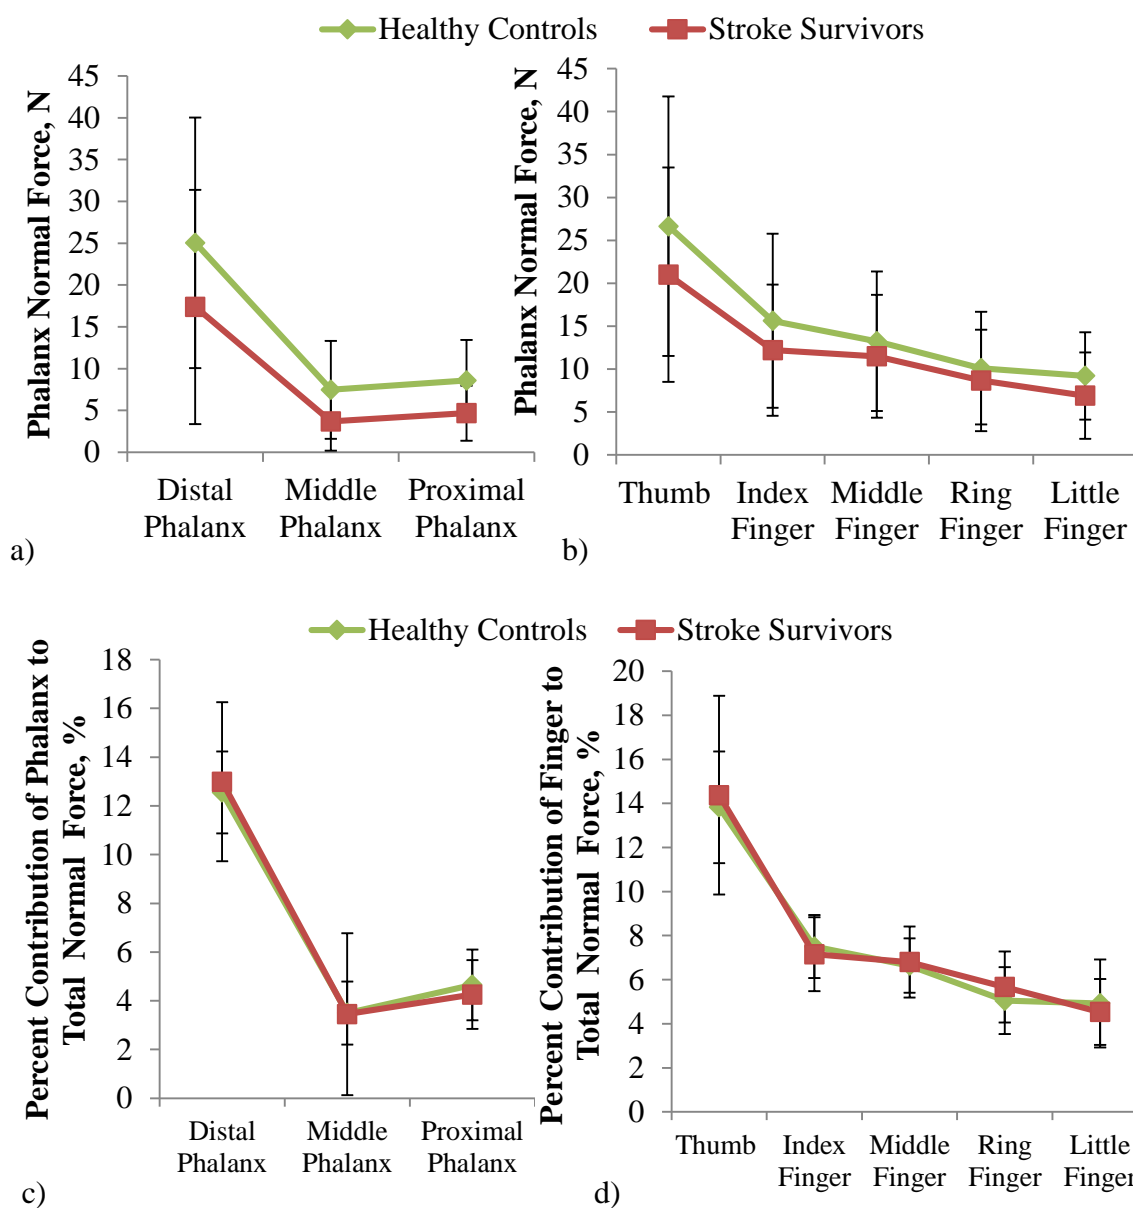 Healthy Controls Stroke Survivors
Phalanx Normal Force, N
45
40
35
30
25
20
15
10
5
0
Distal Phalanx
Middle Phalanx
Proximal Phalanx
a)
Phalanx Normal Force, N
45
40
35
30
25
20
15
10
5
0
Thumb
Index Finger
Middle Finger
Ring Finger
Little Finger
b)
Healthy Controls Stroke Survivors
Percent Contribution of Phalanx to
Total Normal Force, %
18
16
14
12
10
8
6
4
2
0
Distal Phalanx
Middle Phalanx
Proximal Phalanx
c)
Percent Contribution of Finger to
Total Normal Force, %
20
18
16
14
12
10
8
6
4
2
0
Thumb
Index Finger
Middle Finger
Ring Finger
Little Finger
d)